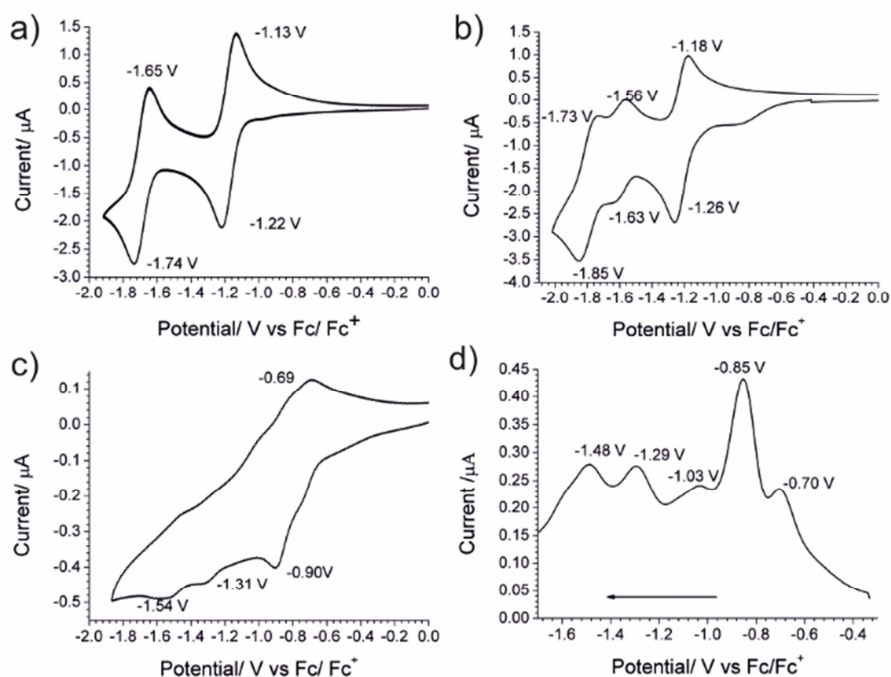 a)
-1.13 V
-1.65 V
-1.22 V
-1.74 V
Current/ μA
1.5
1.0
0.5
0.0
-0.5
-1.0
-1.5
-2.0
-2.5
-3.0
-2.0 -1.8 -1.6 -1.4 -1.2 -1.0 -0.8 -0.6 -0.4 -0.2 0.0
Potential/ V vs Fc/ Fc+
b)
-1.18 V
-1.73 V
-1.56 V
-1.63 V
-1.26 V
-1.85 V
Current/ μA
1.5
1.0
0.5
0.0
-0.5
-1.0
-1.5
-2.0
-2.5
-3.0
-3.5
-4.0
-2.0 -1.8 -1.6 -1.4 -1.2 -1.0 -0.8 -0.6 -0.4 -0.2 0.0
Potential/ V vs Fc/Fc+
c)
-0.69
-0.90V
-1.31 V
-1.54 V
Current/ μA
0.1
0.0
-0.1
-0.2
-0.3
-0.4
-0.5
-2.0 -1.8 -1.6 -1.4 -1.2 -1.0 -0.8 -0.6 -0.4 -0.2 0.0
Potential/ V vs Fc/ Fc+
d)
-0.85 V
-1.48 V
-1.29 V
-1.03 V
-0.70 V
Current /μA
0.45
0.40
0.35
0.30
0.25
0.20
0.15
0.10
0.05
0.00
-1.6 -1.4 -1.2 -1.0 -0.8 -0.6 -0.4
Potential/ V vs Fc/Fc+